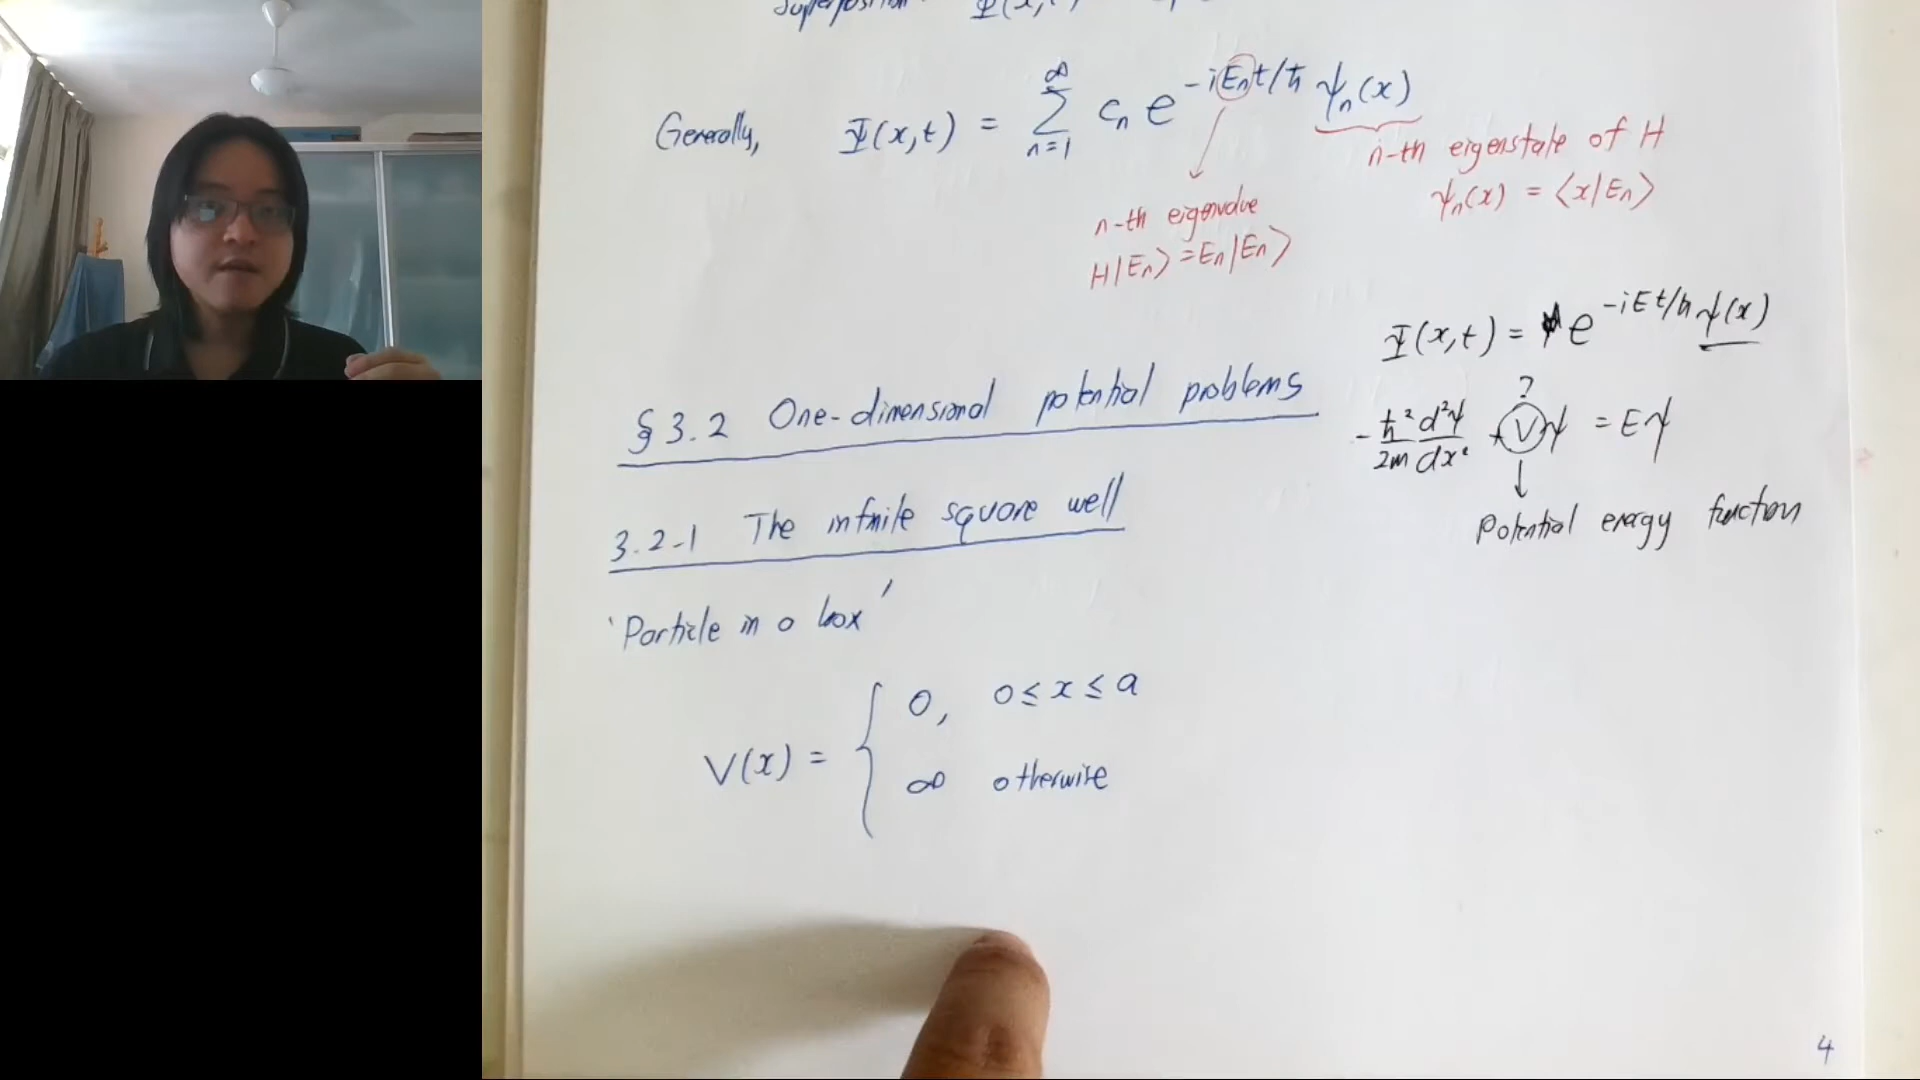 Superposition : Ψ(x,t)
Generally, Ψ(x,t) = ∑_{n=1}^{∞} c_n e^{-iE_nt/ħ} ψ_n(x)
n-th eigenstate of H
ψ_n(x) = ⟨x|E_n⟩
n-th eigenvalue
H|E_n⟩ = E_n|E_n⟩
Ψ(x,t) = e^{-iEt/ħ} ψ(x)
§3.2 One-dimensional potential problems
?
-ħ²/2m d²ψ/dx² + Vψ = Eψ
Potential energy function
3.2.1 The infinite square well
'Particle in a box'
V(x) = { 0, 0 ≤ x ≤ a
∞ otherwise
4